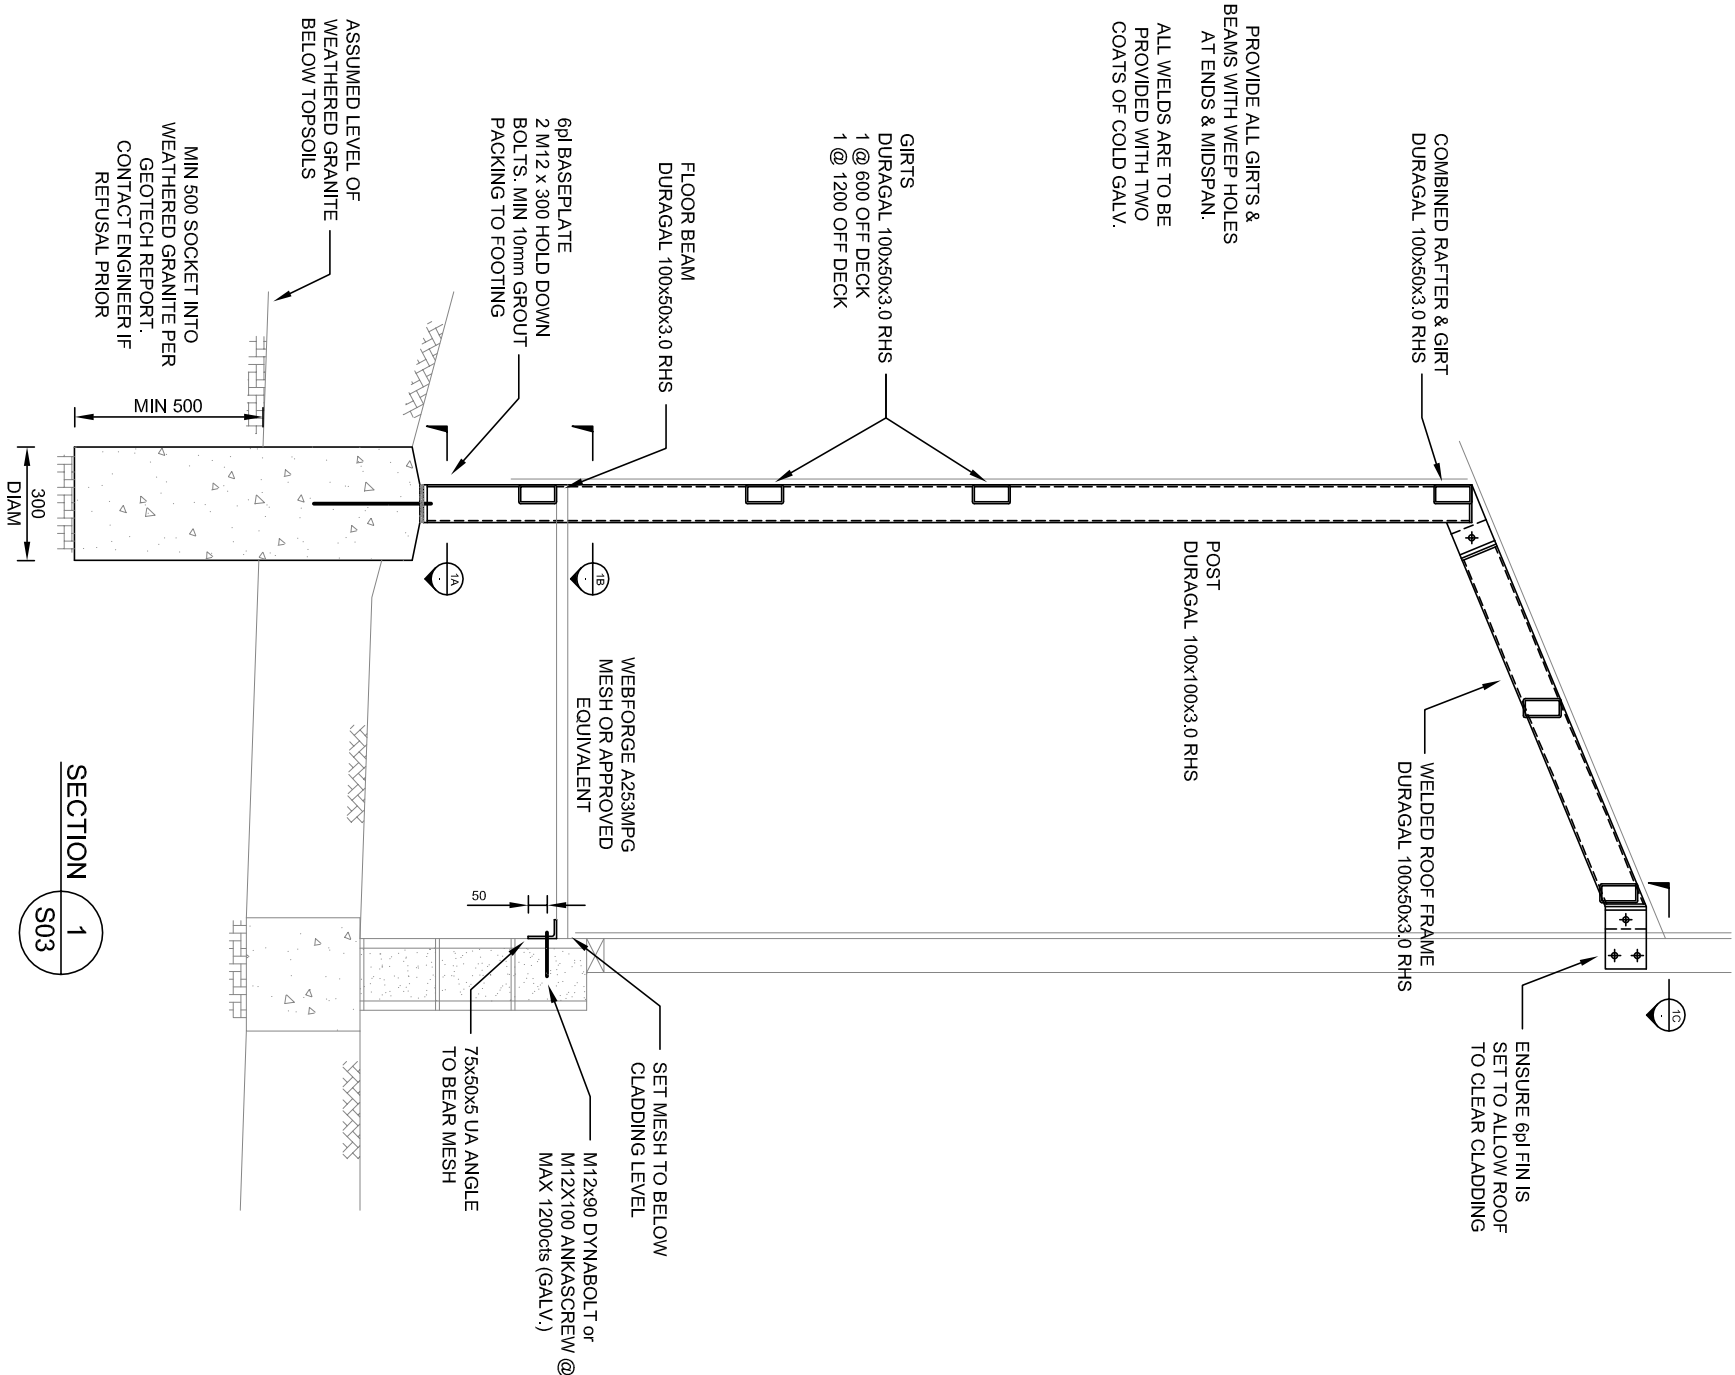 COMBINED RAFTER & GIRT
DURAGAL 100x50x3.0 RHS
PROVIDE ALL GIRTS &
BEAMS WITH WEEP HOLES
AT ENDS & MIDSPAN.
ALL WELDS ARE TO BE
PROVIDED WITH TWO
COATS OF COLD GALV.
GIRTS
DURAGAL 100x50x3.0 RHS
1 @ 600 OFF DECK
1 @ 1200 OFF DECK
FLOOR BEAM
DURAGAL 100x50x3.0 RHS
6pl BASEPLATE
2 M12 x 300 HOLD DOWN
BOLTS. MIN 10mm GROUT
PACKING TO FOOTING
ASSUMED LEVEL OF
WEATHERED GRANITE
BELOW TOPSOILS
MIN 500 SOCKET INTO
WEATHERED GRANITE PER
GEOTECH REPORT.
CONTACT ENGINEER IF
REFUSAL PRIOR
MIN 500
300
DIAM
1A
-
1B
-
POST
DURAGAL 100x100x3.0 RHS
WELDED ROOF FRAME
DURAGAL 100x50x3.0 RHS
WEBFORGE A253MPG
MESH OR APPROVED
EQUIVALENT
50
1C
-
ENSURE 6pl FIN IS
SET TO ALLOW ROOF
TO CLEAR CLADDING
SET MESH TO BELOW
CLADDING LEVEL
M12x90 DYNABOLT or
M12X100 ANKASCREW @
MAX 1200cts (GALV.)
75x50x5 UA ANGLE
TO BEAR MESH
SECTION
1
S03